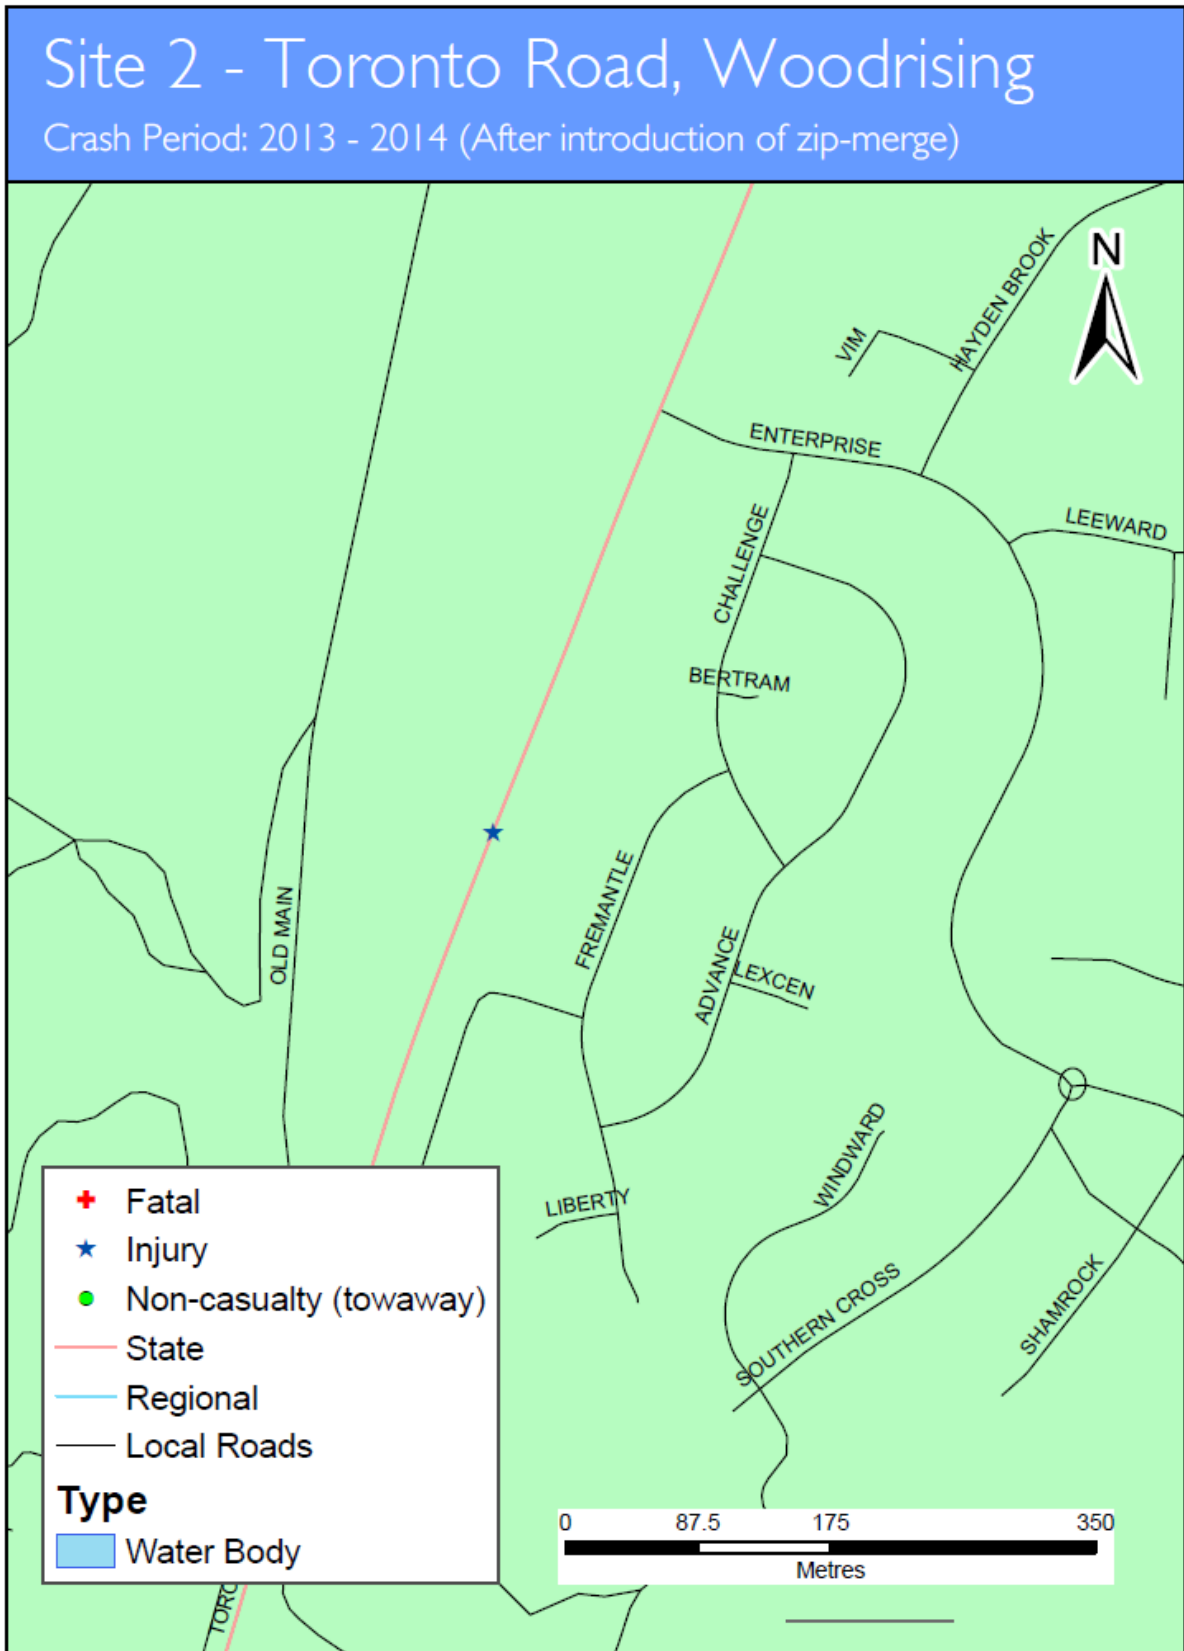 Site 2 - Toronto Road, Woodrising
Crash Period: 2013 - 2014 (After introduction of zip-merge)
N
HAYDEN BROOK
VIM
ENTERPRISE
LEEWARD
CHALLENGE
BERTRAM
FREMANTLE
OLD MAIN
ADVANCE
LEXCEN
WINDWARD
LIBERTY
SOUTHERN CROSS
SHAMROCK
Fatal
Injury
Non-casualty (towaway)
State
Regional
Local Roads
Type
Water Body
0 87.5 175 350
Metres
TORO